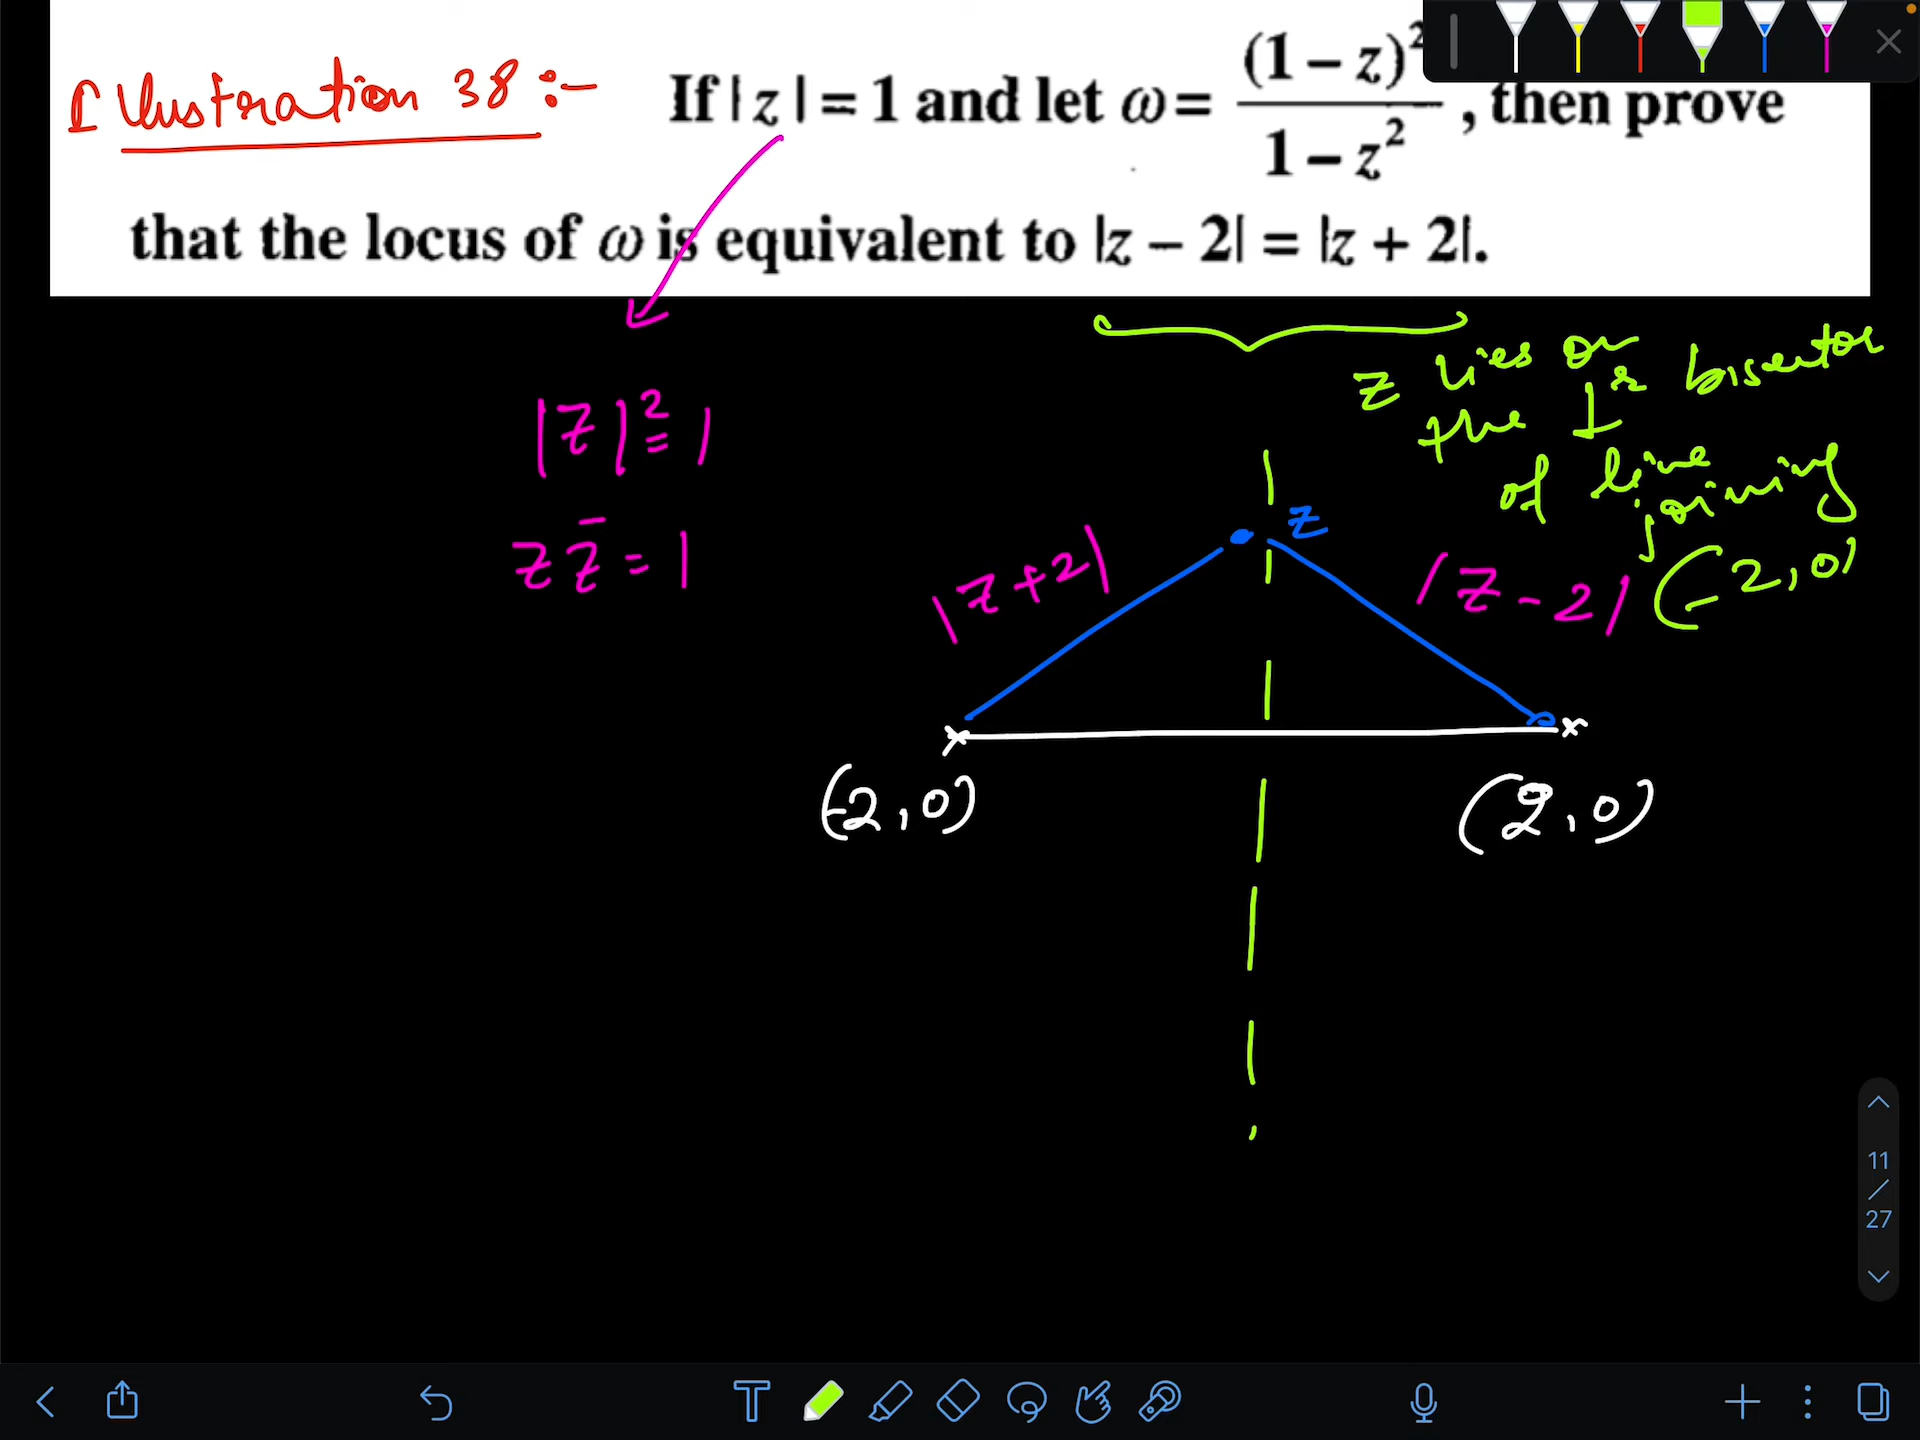 Illustration 38 :- If |z| = 1 and let ω = (1 – z)² / 1 – z² , then prove
that the locus of ω is equivalent to |z – 2| = |z + 2|.
z lies on
the ⊥r bisector
of line
joining
(-2,0)
|z|² = 1
z z̄ = 1
z
|z+2|
|z-2|
(-2,0)
(2,0)
11
/
27
T